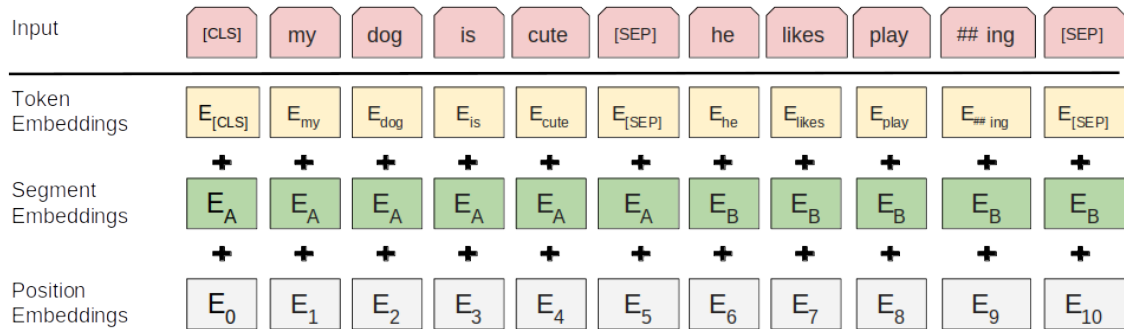 Input [CLS] my dog is cute [SEP] he likes play ## ing [SEP]
Token Embeddings E[CLS] Emy Edog Eis Ecute E[SEP] Ehe Elikes Eplay E## ing E[SEP]
+ + + + + + + + + + +
Segment Embeddings EA EA EA EA EA EA EB EB EB EB EB
+ + + + + + + + + + +
Position Embeddings E0 E1 E2 E3 E4 E5 E6 E7 E8 E9 E10